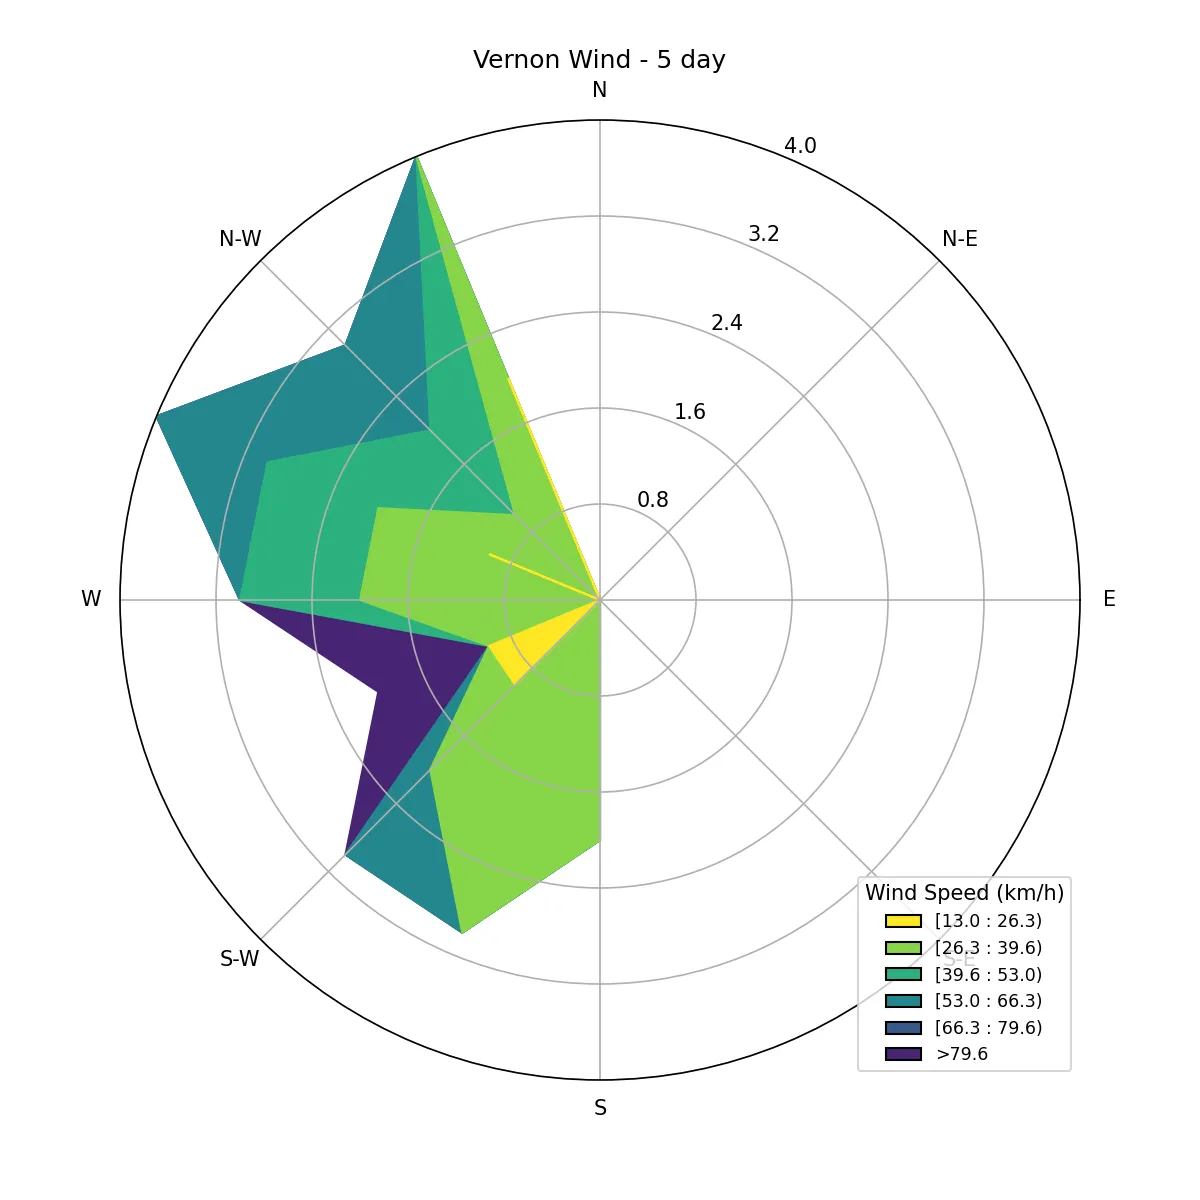 Vernon Wind - 5 day
N
4.0
N-W
3.2
N-E
2.4
1.6
0.8
W
E
S-W
S-E
S
Wind Speed (km/h)
[13.0 : 26.3)
[26.3 : 39.6)
[39.6 : 53.0)
[53.0 : 66.3)
[66.3 : 79.6)
>79.6